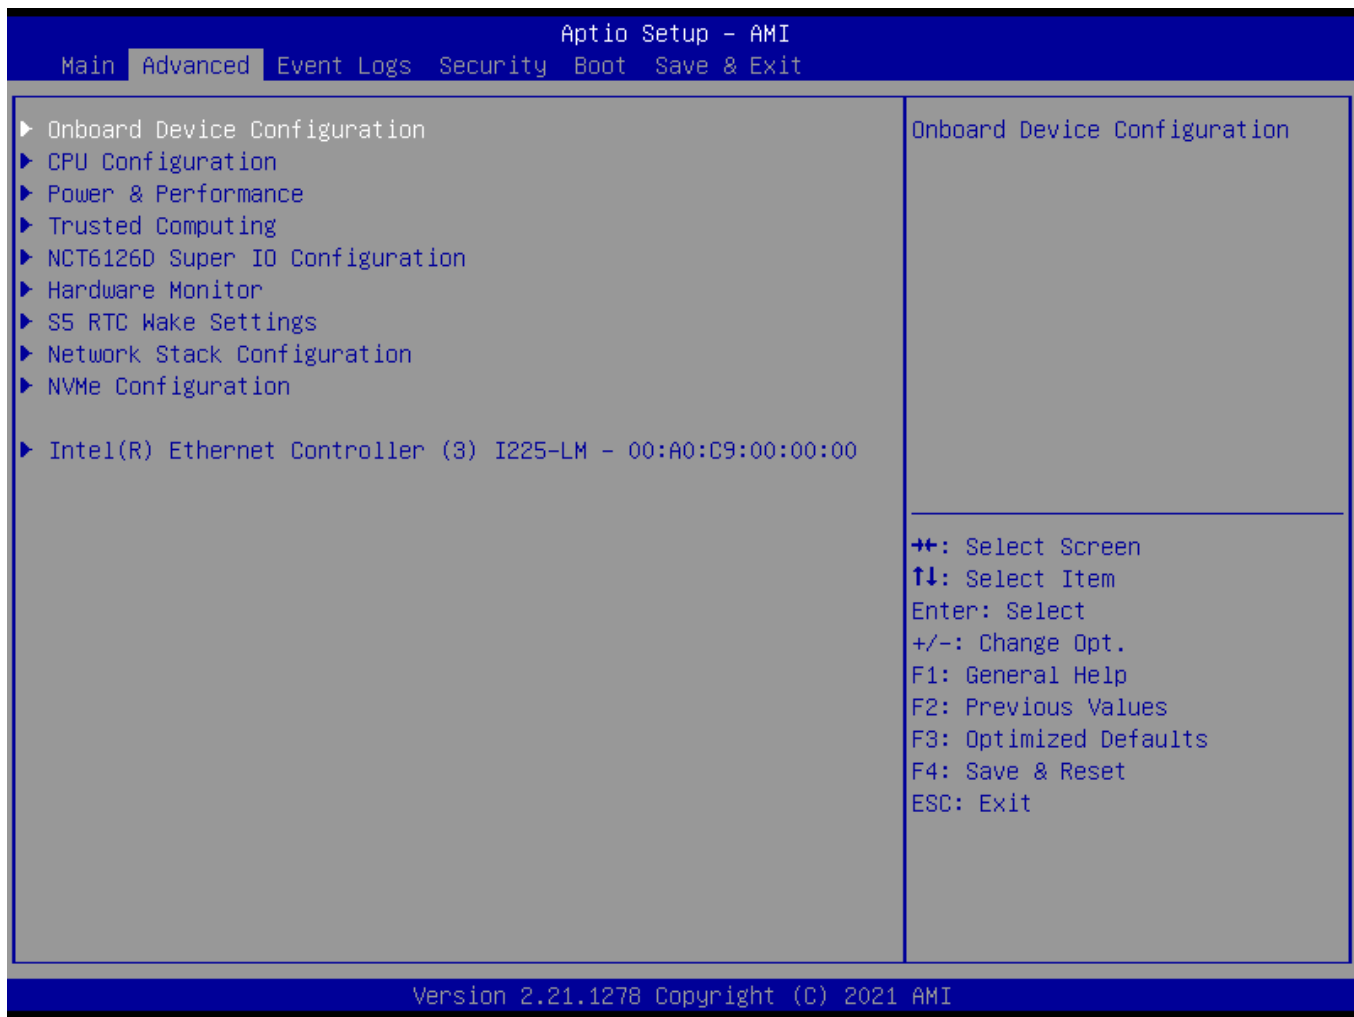 Aptio Setup – AMI
Main Advanced Event Logs Security Boot Save & Exit
▶ Onboard Device Configuration
▶ CPU Configuration
▶ Power & Performance
▶ Trusted Computing
▶ NCT6126D Super IO Configuration
▶ Hardware Monitor
▶ S5 RTC Wake Settings
▶ Network Stack Configuration
▶ NVMe Configuration
▶ Intel(R) Ethernet Controller (3) I225-LM – 00:A0:C9:00:00:00
Onboard Device Configuration
→←: Select Screen
↑↓: Select Item
Enter: Select
+/-: Change Opt.
F1: General Help
F2: Previous Values
F3: Optimized Defaults
F4: Save & Reset
ESC: Exit
Version 2.21.1278 Copyright (C) 2021 AMI